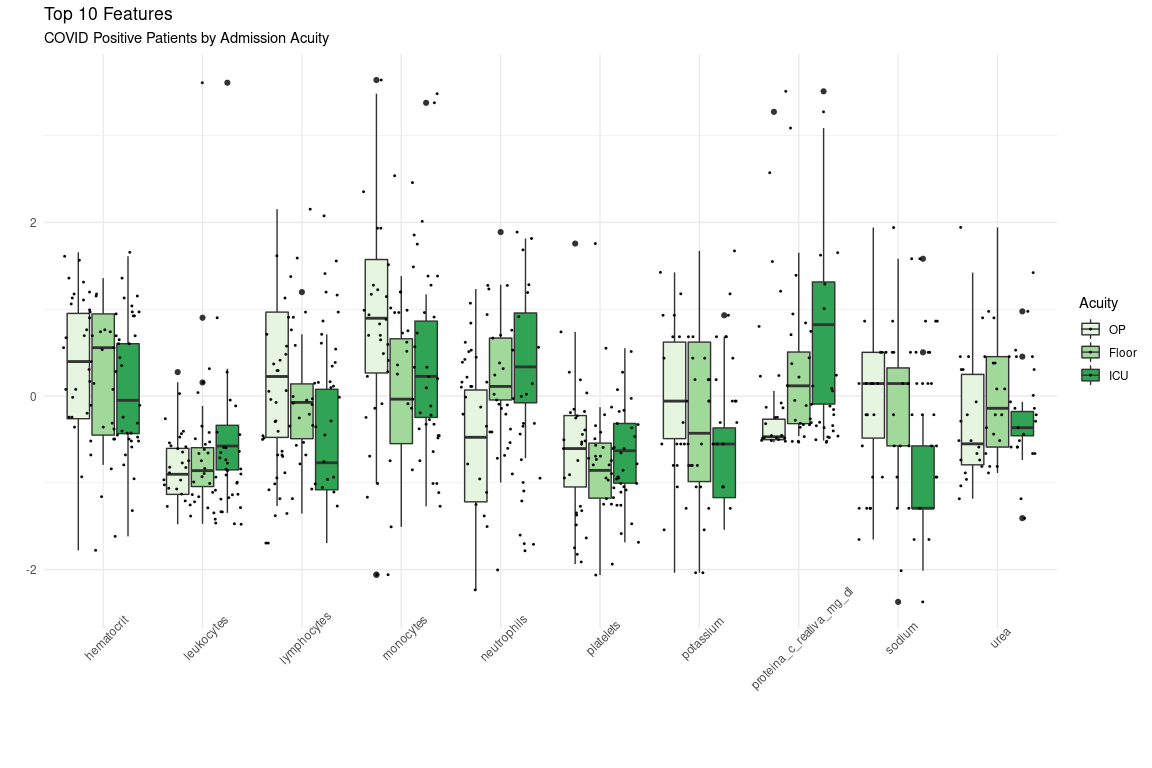 Top 10 Features
COVID Positive Patients by Admission Acuity
2
0
-2
hematocrit
leukocytes
lymphocytes
monocytes
neutrophils
platelets
potassium
proteina_c_reativa_mg_dl
sodium
urea
Acuity
OP
Floor
ICU